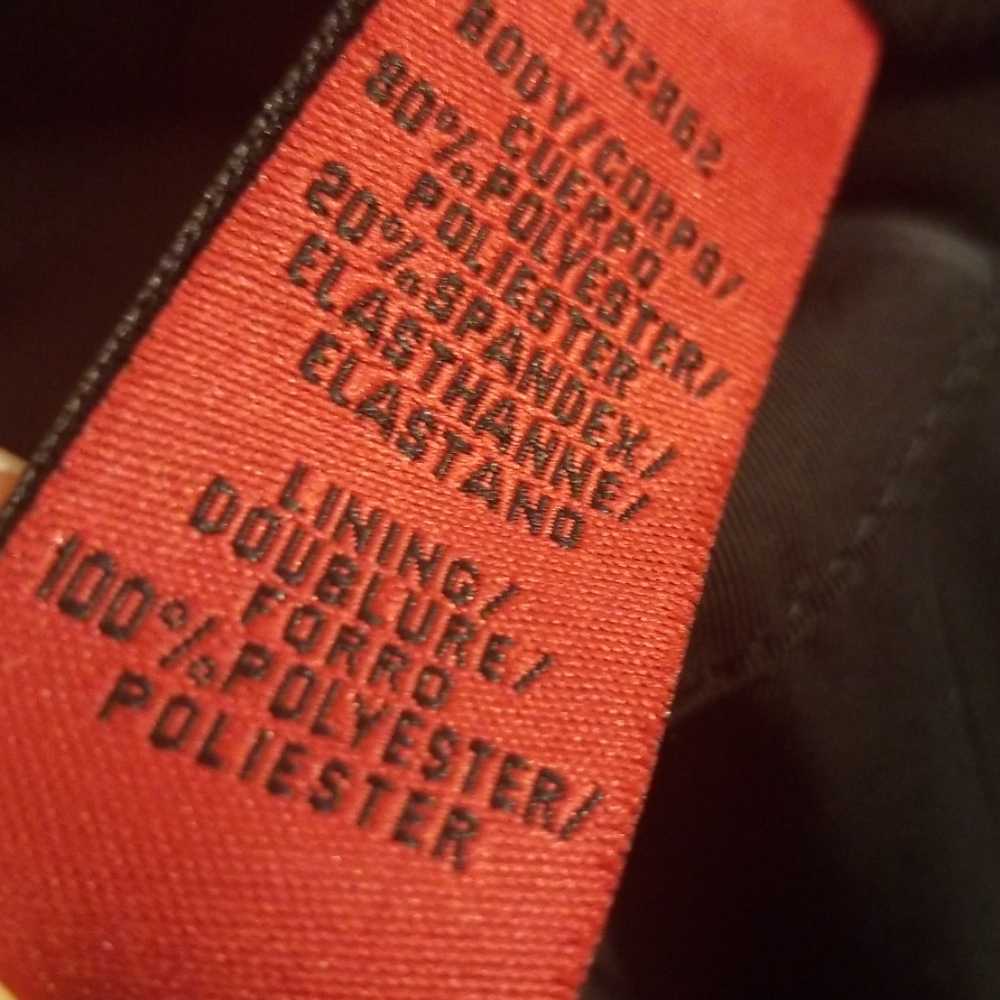 852862
BODY/CORPS/
CUERPO
80%POLYESTER/
POLIESTER
20%SPANDEX/
ELASTHANNE/
ELASTANO
LINING/
DOUBLURE/
FORRO
100%POLYESTER/
POLIESTER